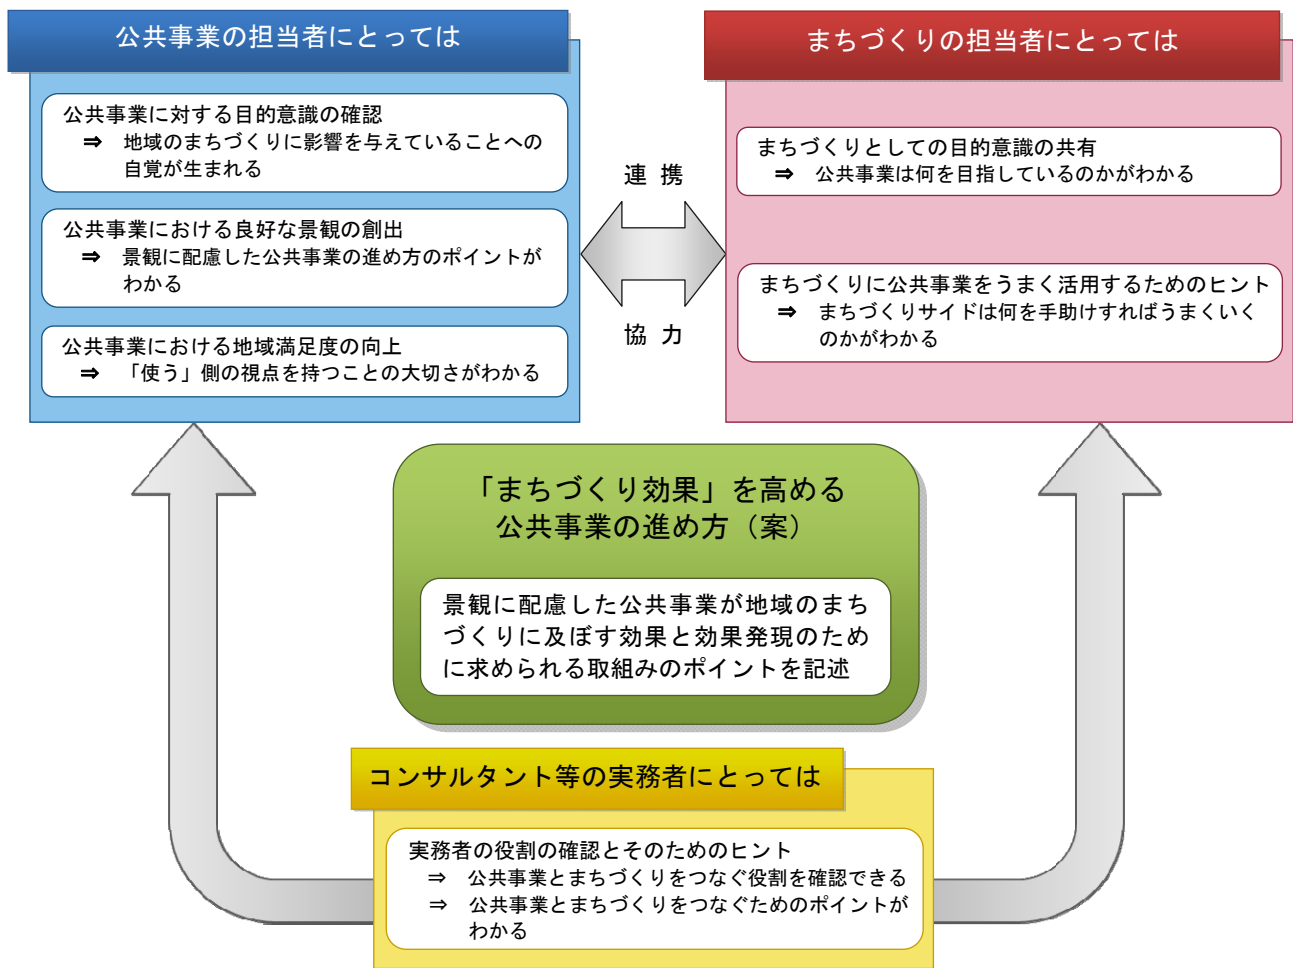 公共事業の担当者にとっては
公共事業に対する目的意識の確認
⇒ 地域のまちづくりに影響を与えていることへの
自覚が生まれる
公共事業における良好な景観の創出
⇒ 景観に配慮した公共事業の進め方のポイントが
わかる
公共事業における地域満足度の向上
⇒ 「使う」側の視点を持つことの大切さがわかる
連携
協力
まちづくりの担当者にとっては
まちづくりとしての目的意識の共有
⇒ 公共事業は何を目指しているのかがわかる
まちづくりに公共事業をうまく活用するためのヒント
⇒ まちづくりサイドは何を手助けすればうまくいく
のかがわかる
「まちづくり効果」を高める
公共事業の進め方（案）
景観に配慮した公共事業が地域のまち
づくりに及ぼす効果と効果発現のため
に求められる取組みのポイントを記述
コンサルタント等の実務者にとっては
実務者の役割の確認とそのためのヒント
⇒ 公共事業とまちづくりをつなぐ役割を確認できる
⇒ 公共事業とまちづくりをつなぐためのポイントが
わかる